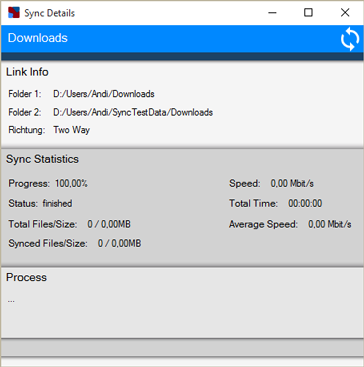 Sync Details
Downloads
Link Info
Folder 1: D:/Users/Andi/Downloads
Folder 2: D:/Users/Andi/SyncTestData/Downloads
Richtung: Two Way
Sync Statistics
Progress: 100,00% Speed: 0,00 Mbit/s
Status: finished Total Time: 00:00:00
Total Files/Size: 0 / 0,00MB Average Speed: 0,00 Mbit/s
Synced Files/Size: 0 / 0,00MB
Process
...